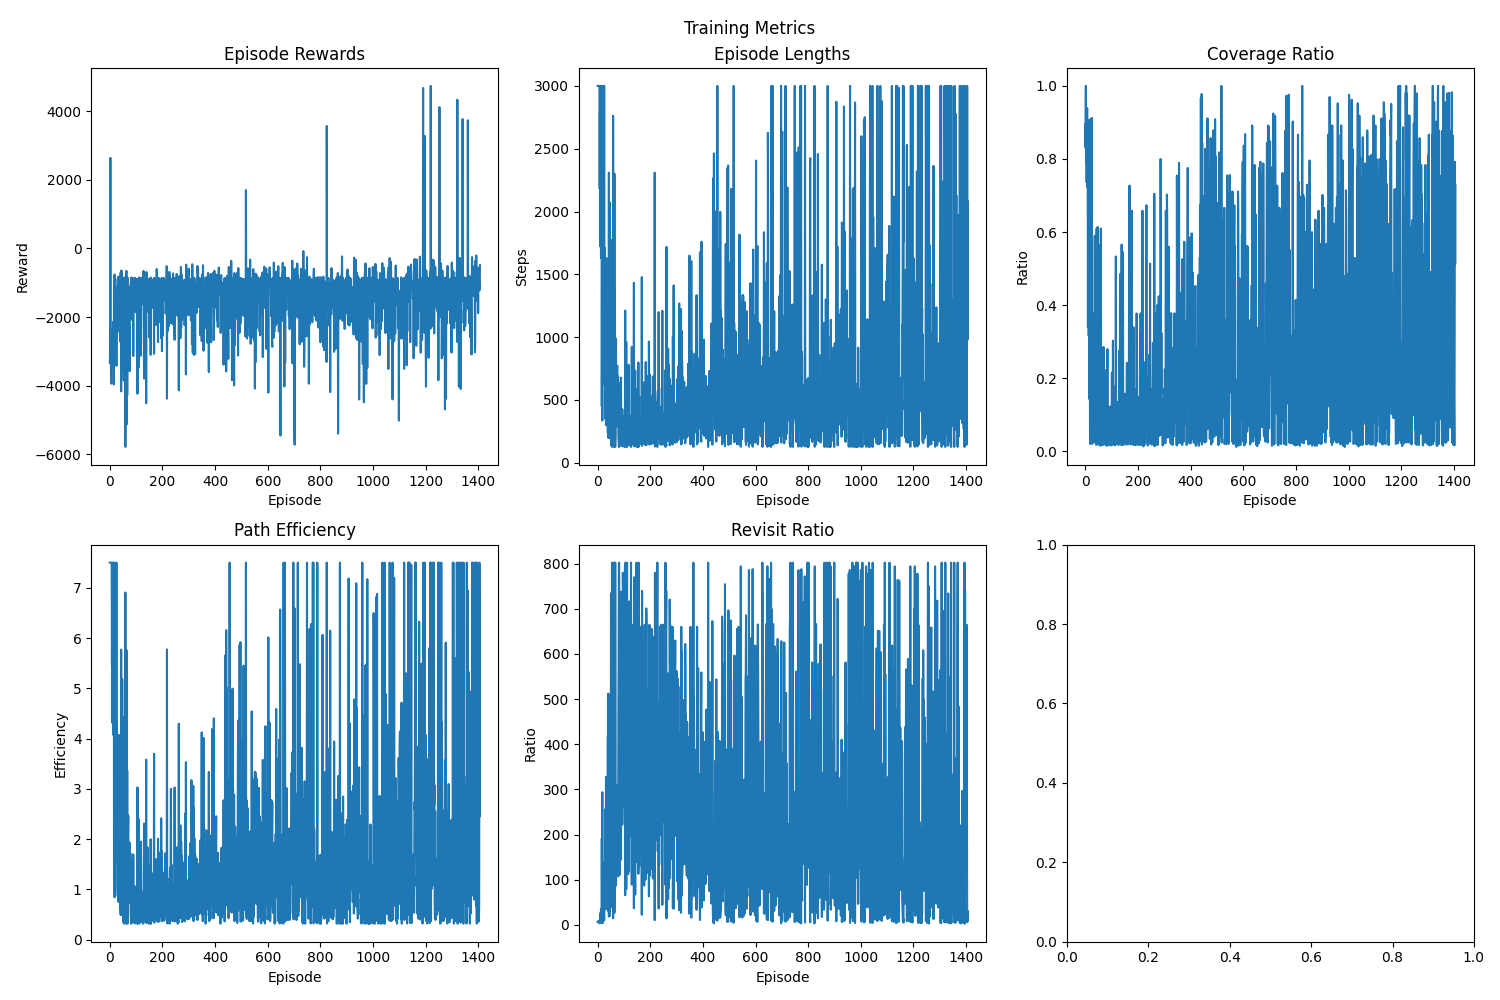 Training Metrics
Episode Rewards
Episode Lengths
Coverage Ratio
Reward
4000
2000
0
−2000
−4000
−6000
0 200 400 600 800 1000 1200 1400
Episode
Steps
3000
2500
2000
1500
1000
500
0
0 200 400 600 800 1000 1200 1400
Episode
Ratio
1.0
0.8
0.6
0.4
0.2
0.0
0 200 400 600 800 1000 1200 1400
Episode
Path Efficiency
Revisit Ratio
Efficiency
7
6
5
4
3
2
1
0
0 200 400 600 800 1000 1200 1400
Episode
Ratio
800
700
600
500
400
300
200
100
0
0 200 400 600 800 1000 1200 1400
Episode
1.0
0.8
0.6
0.4
0.2
0.0
0.0 0.2 0.4 0.6 0.8 1.0